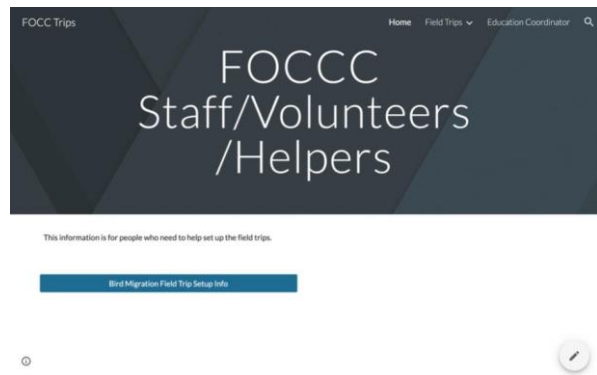 FOCC Trips
Home Field Trips Education Coordinator
FOCCC
Staff/Volunteers
/Helpers
This information is for people who need to help set up the field trips.
Bird Migration Field Trip Setup Info